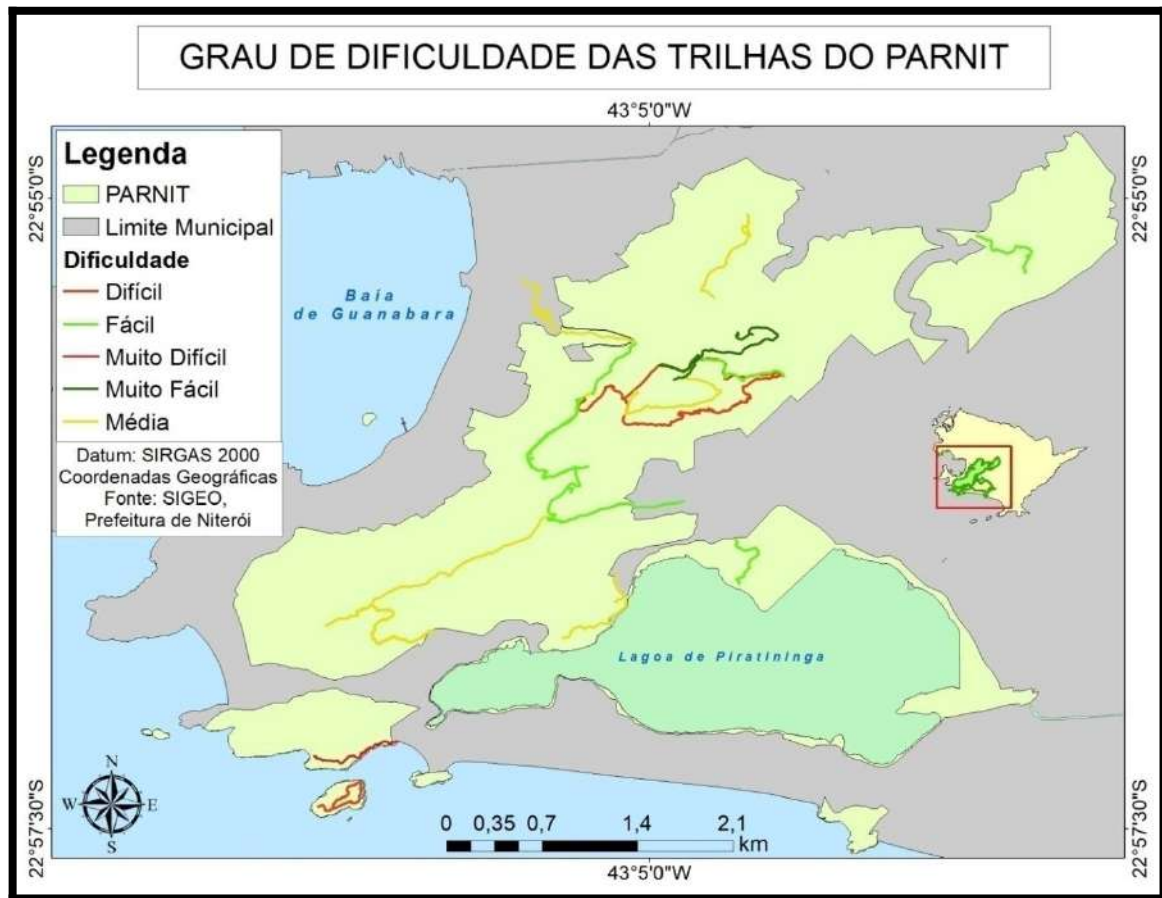 GRAU DE DIFICULDADE DAS TRILHAS DO PARNIT
43°5'0"W
22°55'0"S
22°55'0"S
Legenda
PARNIT
Limite Municipal
Dificuldade
Difícil
Fácil
Muito Difícil
Muito Fácil
Média
Datum: SIRGAS 2000
Coordenadas Geográficas
Fonte: SIGEO,
Prefeitura de Niterói
Baía
de Guanabara
Lagoa de Piratininga
N
W E
S
0 0,35 0,7 1,4 2,1
km
22°57'30"S
22°57'30"S
43°5'0"W